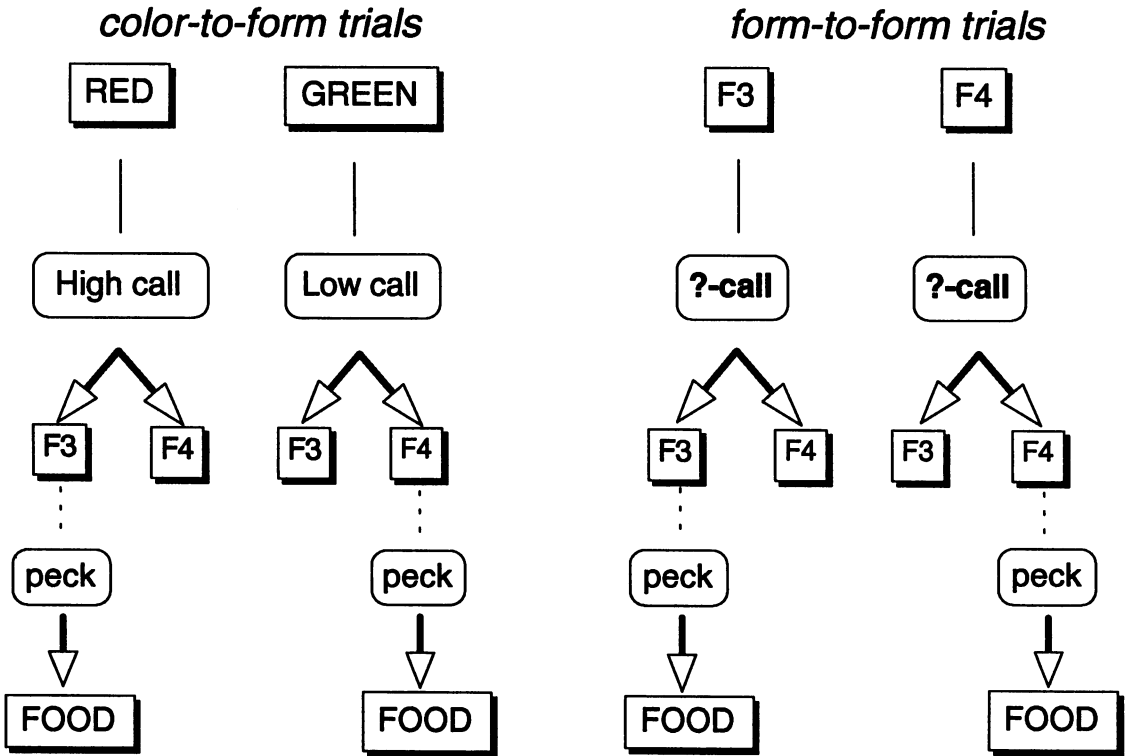 color-to-form trials
form-to-form trials
RED
GREEN
F3
F4
High call
Low call
?-call
?-call
F3
F4
F3
F4
F3
F4
F3
F4
peck
peck
peck
peck
FOOD
FOOD
FOOD
FOOD